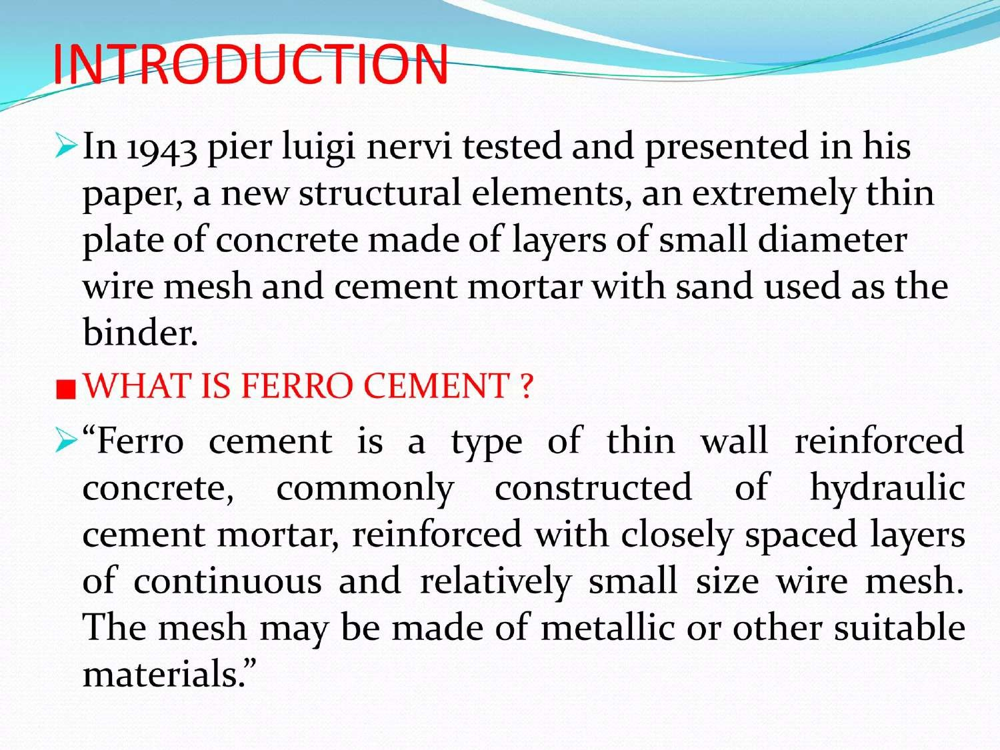 INTRODUCTION
In 1943 pier luigi nervi tested and presented in his
paper, a new structural elements, an extremely thin
plate of concrete made of layers of small diameter
wire mesh and cement mortar with sand used as the
binder.
WHAT IS FERRO CEMENT ?
“Ferro cement is a type of thin wall reinforced
concrete, commonly constructed of hydraulic
cement mortar, reinforced with closely spaced layers
of continuous and relatively small size wire mesh.
The mesh may be made of metallic or other suitable
materials.”